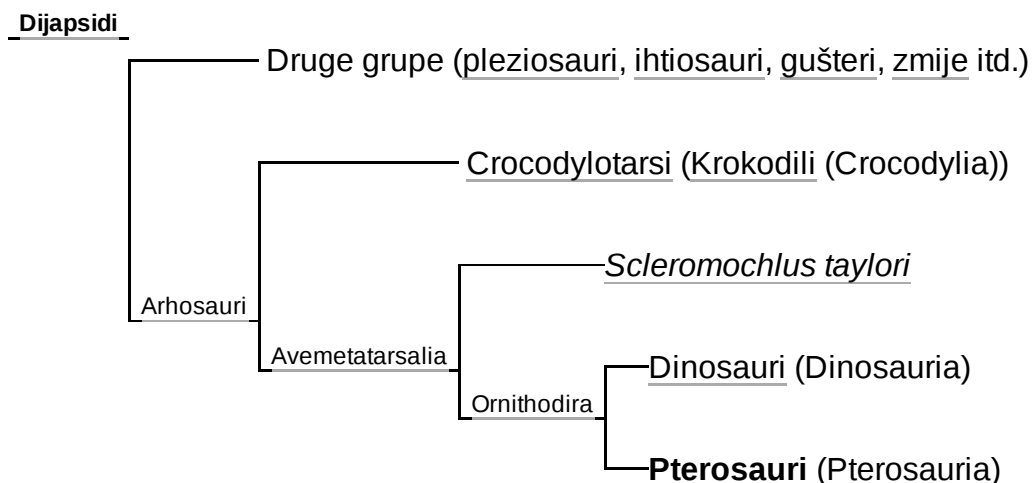 Dijapsidi
Druge grupe (pleziosauri, ihtiosauri, gušteri, zmije itd.)
Crocodylotarsi (Krokodili (Crocodylia))
Scleromochlus taylori
Arhosauri
Avemetatarsalia
Dinosauri (Dinosauria)
Ornithodira
Pterosauri (Pterosauria)